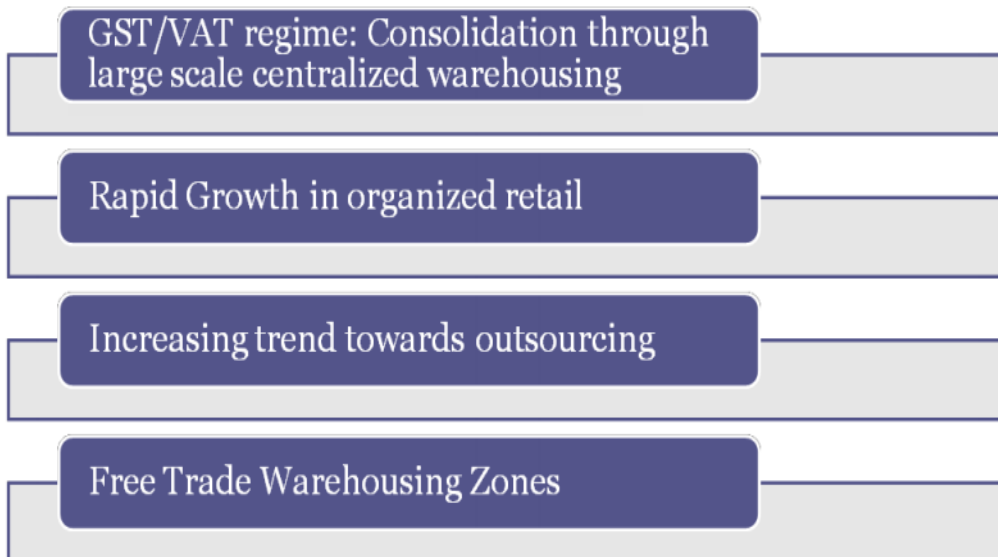 GST/VAT regime: Consolidation through
large scale centralized warehousing
Rapid Growth in organized retail
Increasing trend towards outsourcing
Free Trade Warehousing Zones